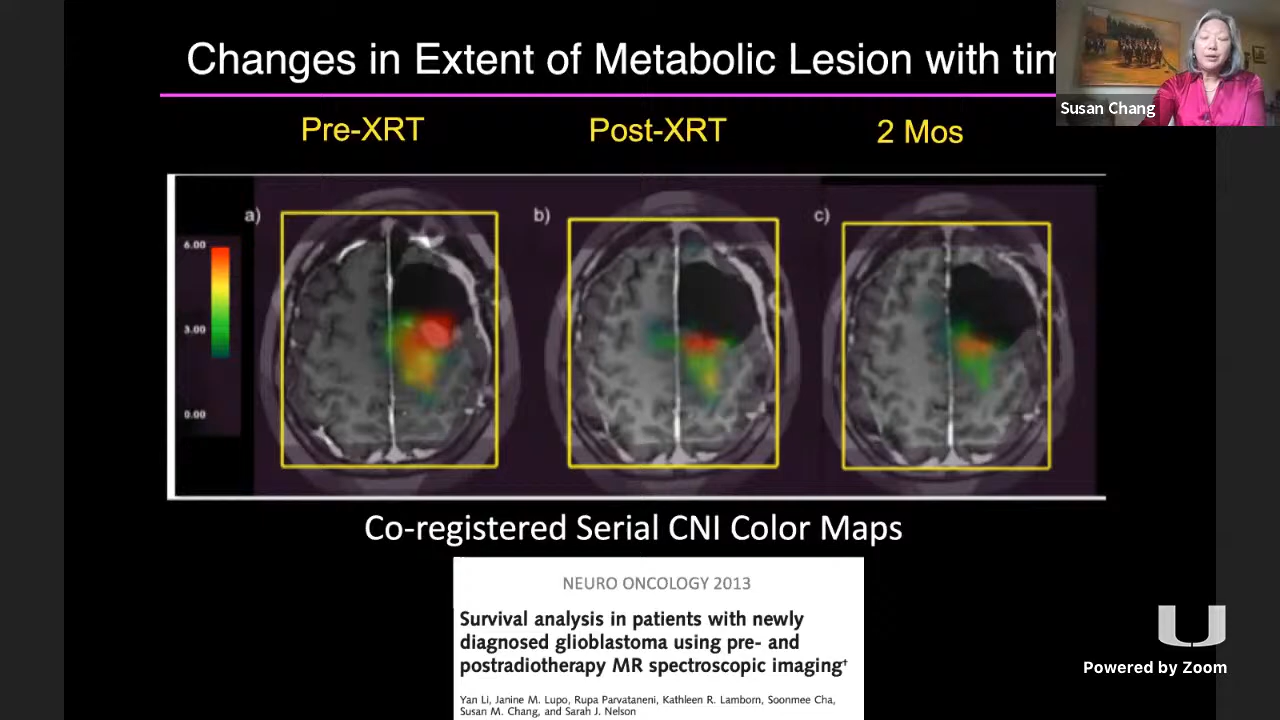 Changes in Extent of Metabolic Lesion with tim
Susan Chang
Pre-XRT
Post-XRT
2 Mos
a)
b)
c)
6.00
3.00
0.00
Co-registered Serial CNI Color Maps
NEURO ONCOLOGY 2013
Survival analysis in patients with newly
diagnosed glioblastoma using pre- and
postradiotherapy MR spectroscopic imaging†
Yan Li, Janine M. Lupo, Rupa Parvataneni, Kathleen R. Lamborn, Soonmee Cha,
Susan M. Chang, and Sarah J. Nelson
U
Powered by Zoom